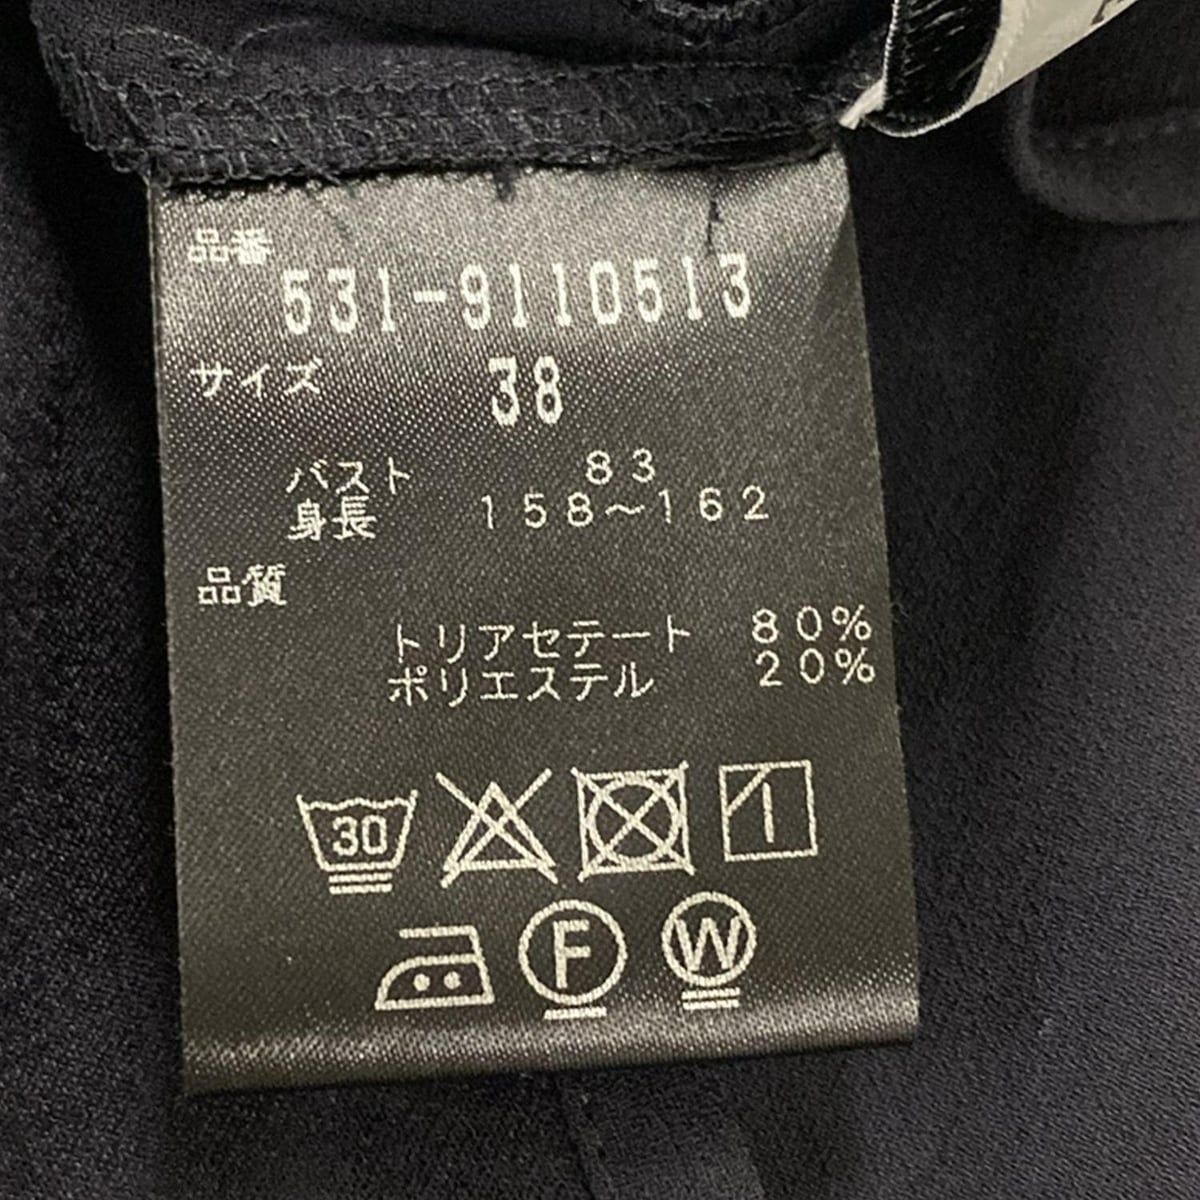 品番
531-9110513
サイズ 38
バスト 83
身長 158〜162
品質
トリアセテート 80%
ポリエステル 20%
30
F W